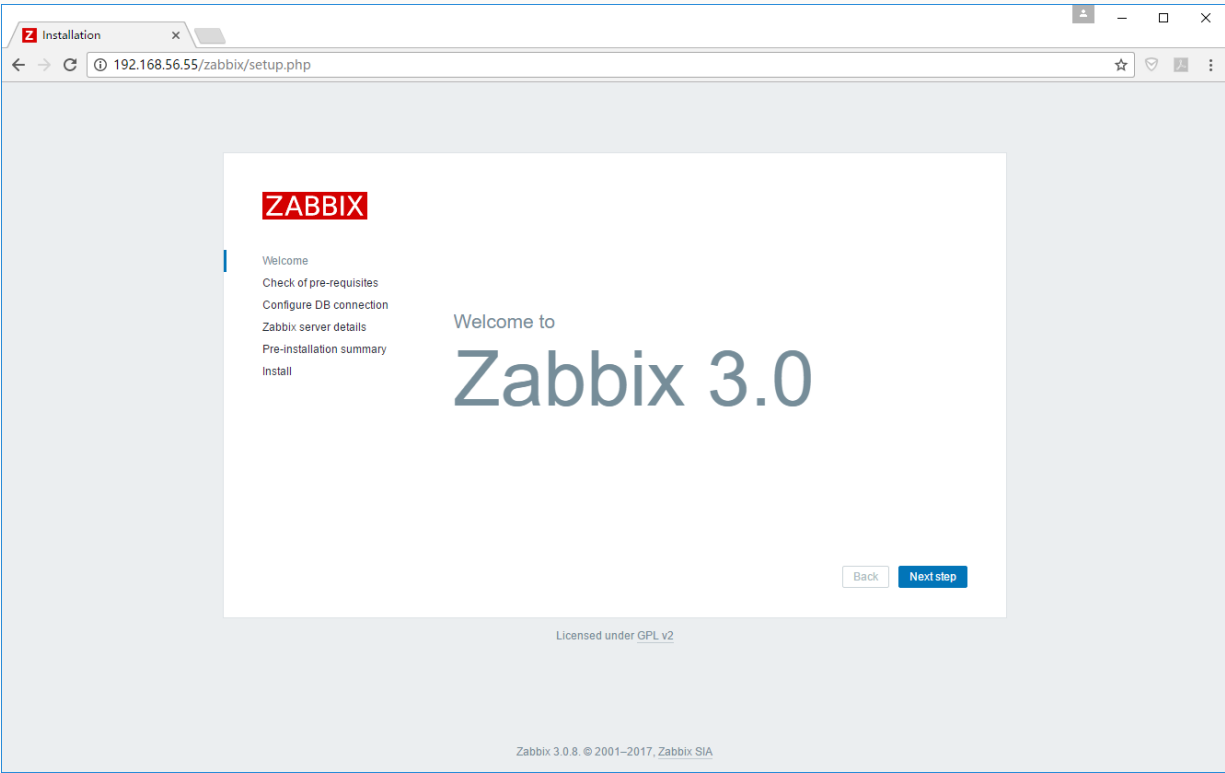 Z Installation
192.168.56.55/zabbix/setup.php
ZABBIX
Welcome
Check of pre-requisites
Configure DB connection
Zabbix server details
Pre-installation summary
Install
Welcome to
Zabbix 3.0
Back
Next step
Licensed under GPL v2
Zabbix 3.0.8. © 2001–2017, Zabbix SIA